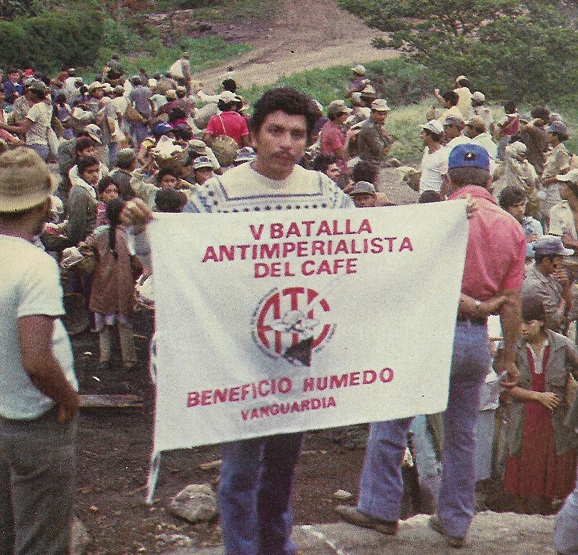 V BATALLA
ANTIMPERIALISTA
DEL CAFE
ATC
BENEFICIO HUMEDO
VANGUARDIA